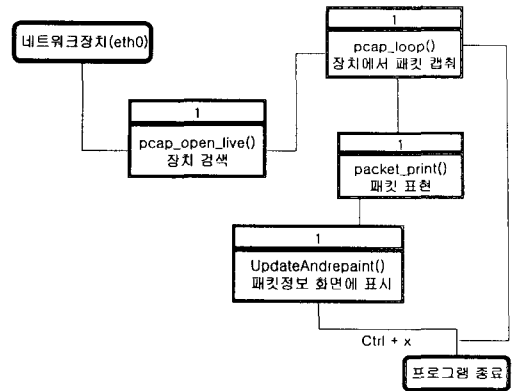 네트워크장치(eth0)
1
pcap_loop()
장치에서 패킷 캡취
1
pcap_open_live()
장치 검색
1
packet_print()
패킷 표현
1
UpdateAndrepaint()
패킷정보 화면에 표시
Ctrl + x
프로그램 종료